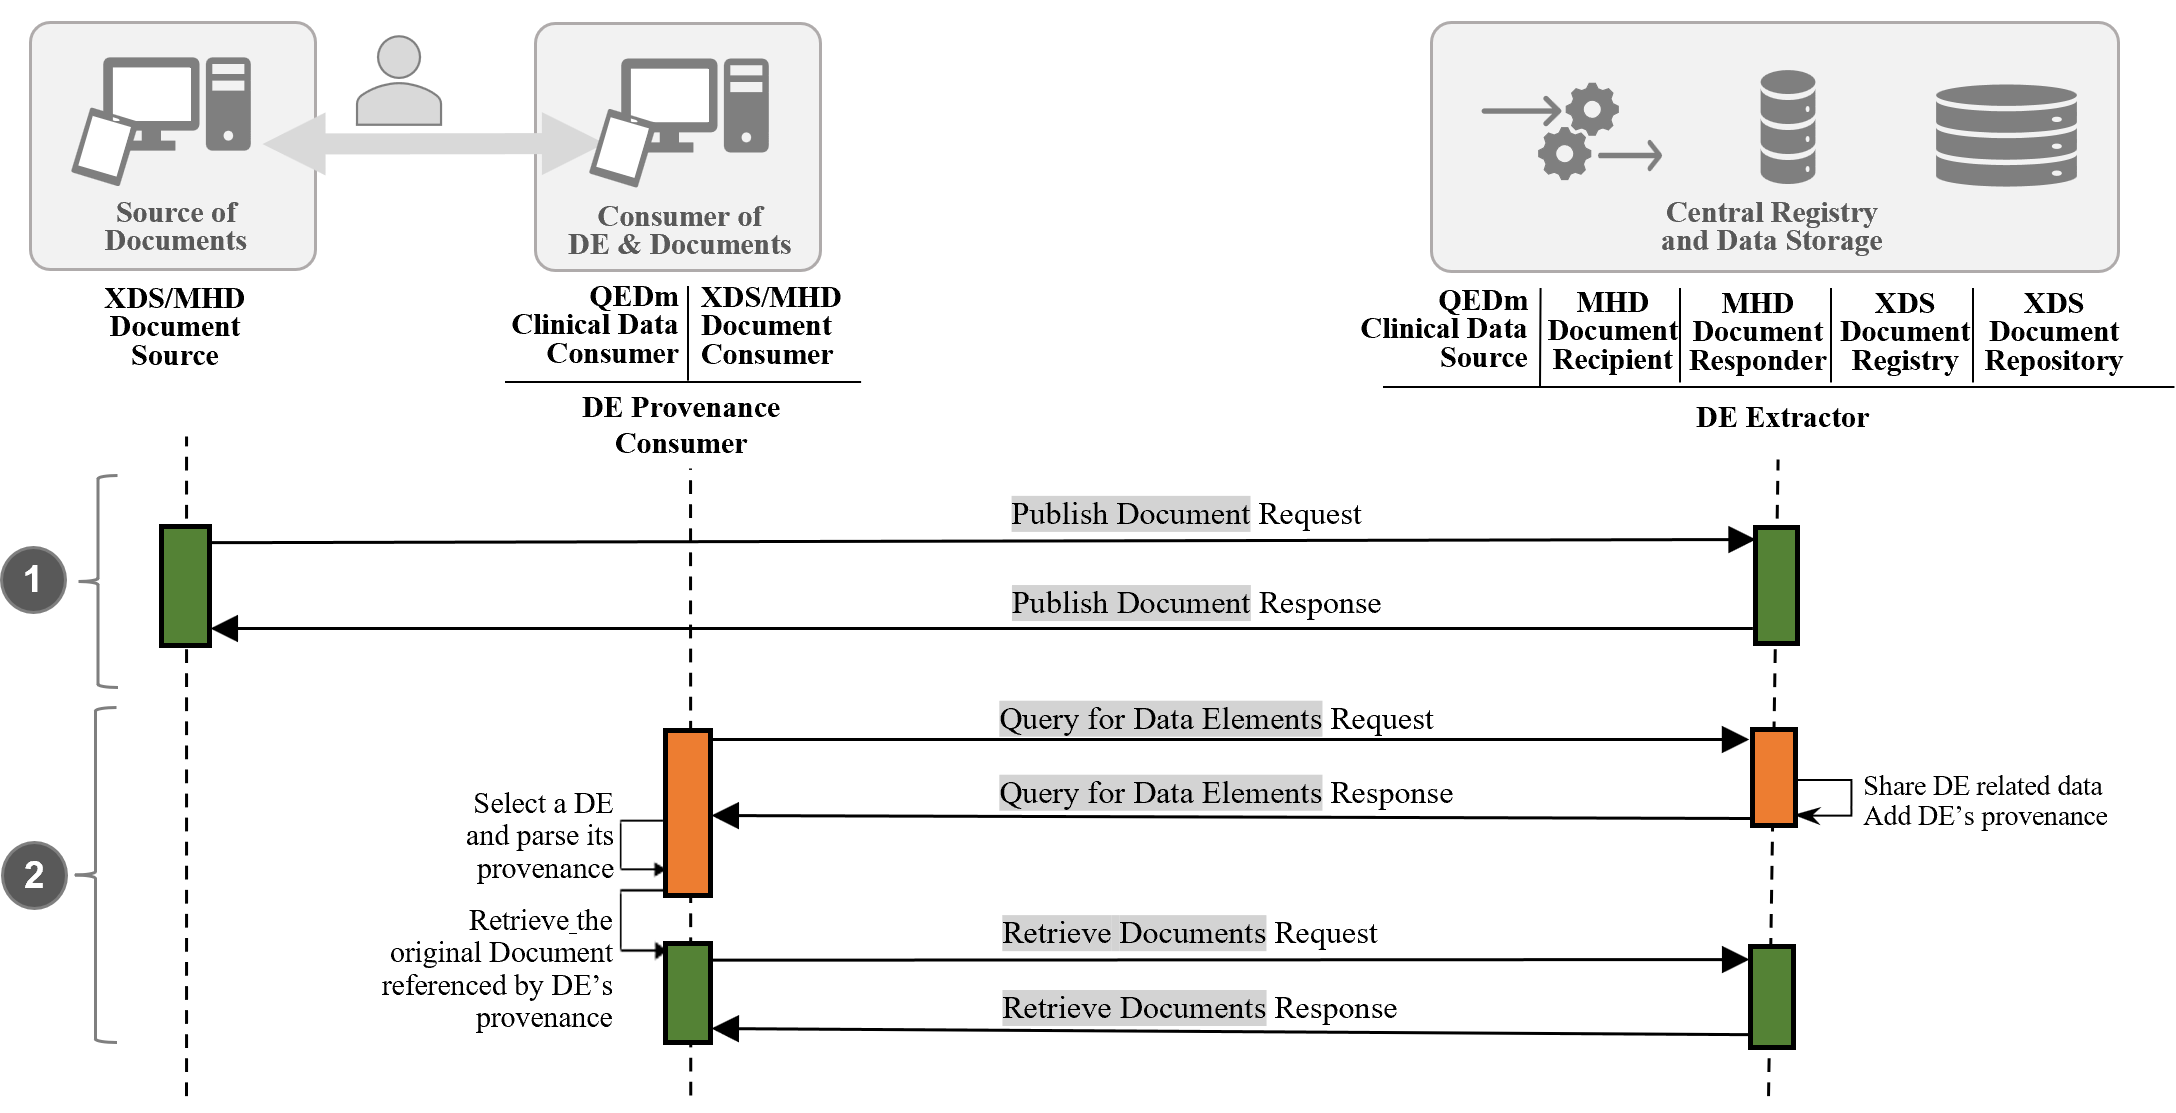 Source of
Documents
Consumer of
DE & Documents
Central Registry
and Data Storage
XDS/MHD
Document
Source
QEDm
Clinical Data
Consumer
XDS/MHD
Document
Consumer
DE Provenance
Consumer
QEDm
Clinical Data
Source
MHD
Document
Recipient
MHD
Document
Responder
XDS
Document
Registry
XDS
Document
Repository
DE Extractor
1
Publish Document Request
Publish Document Response
2
Query for Data Elements Request
Query for Data Elements Response
Share DE related data
Add DE’s provenance
Select a DE
and parse its
provenance
Retrieve the
original Document
referenced by DE’s
provenance
Retrieve Documents Request
Retrieve Documents Response